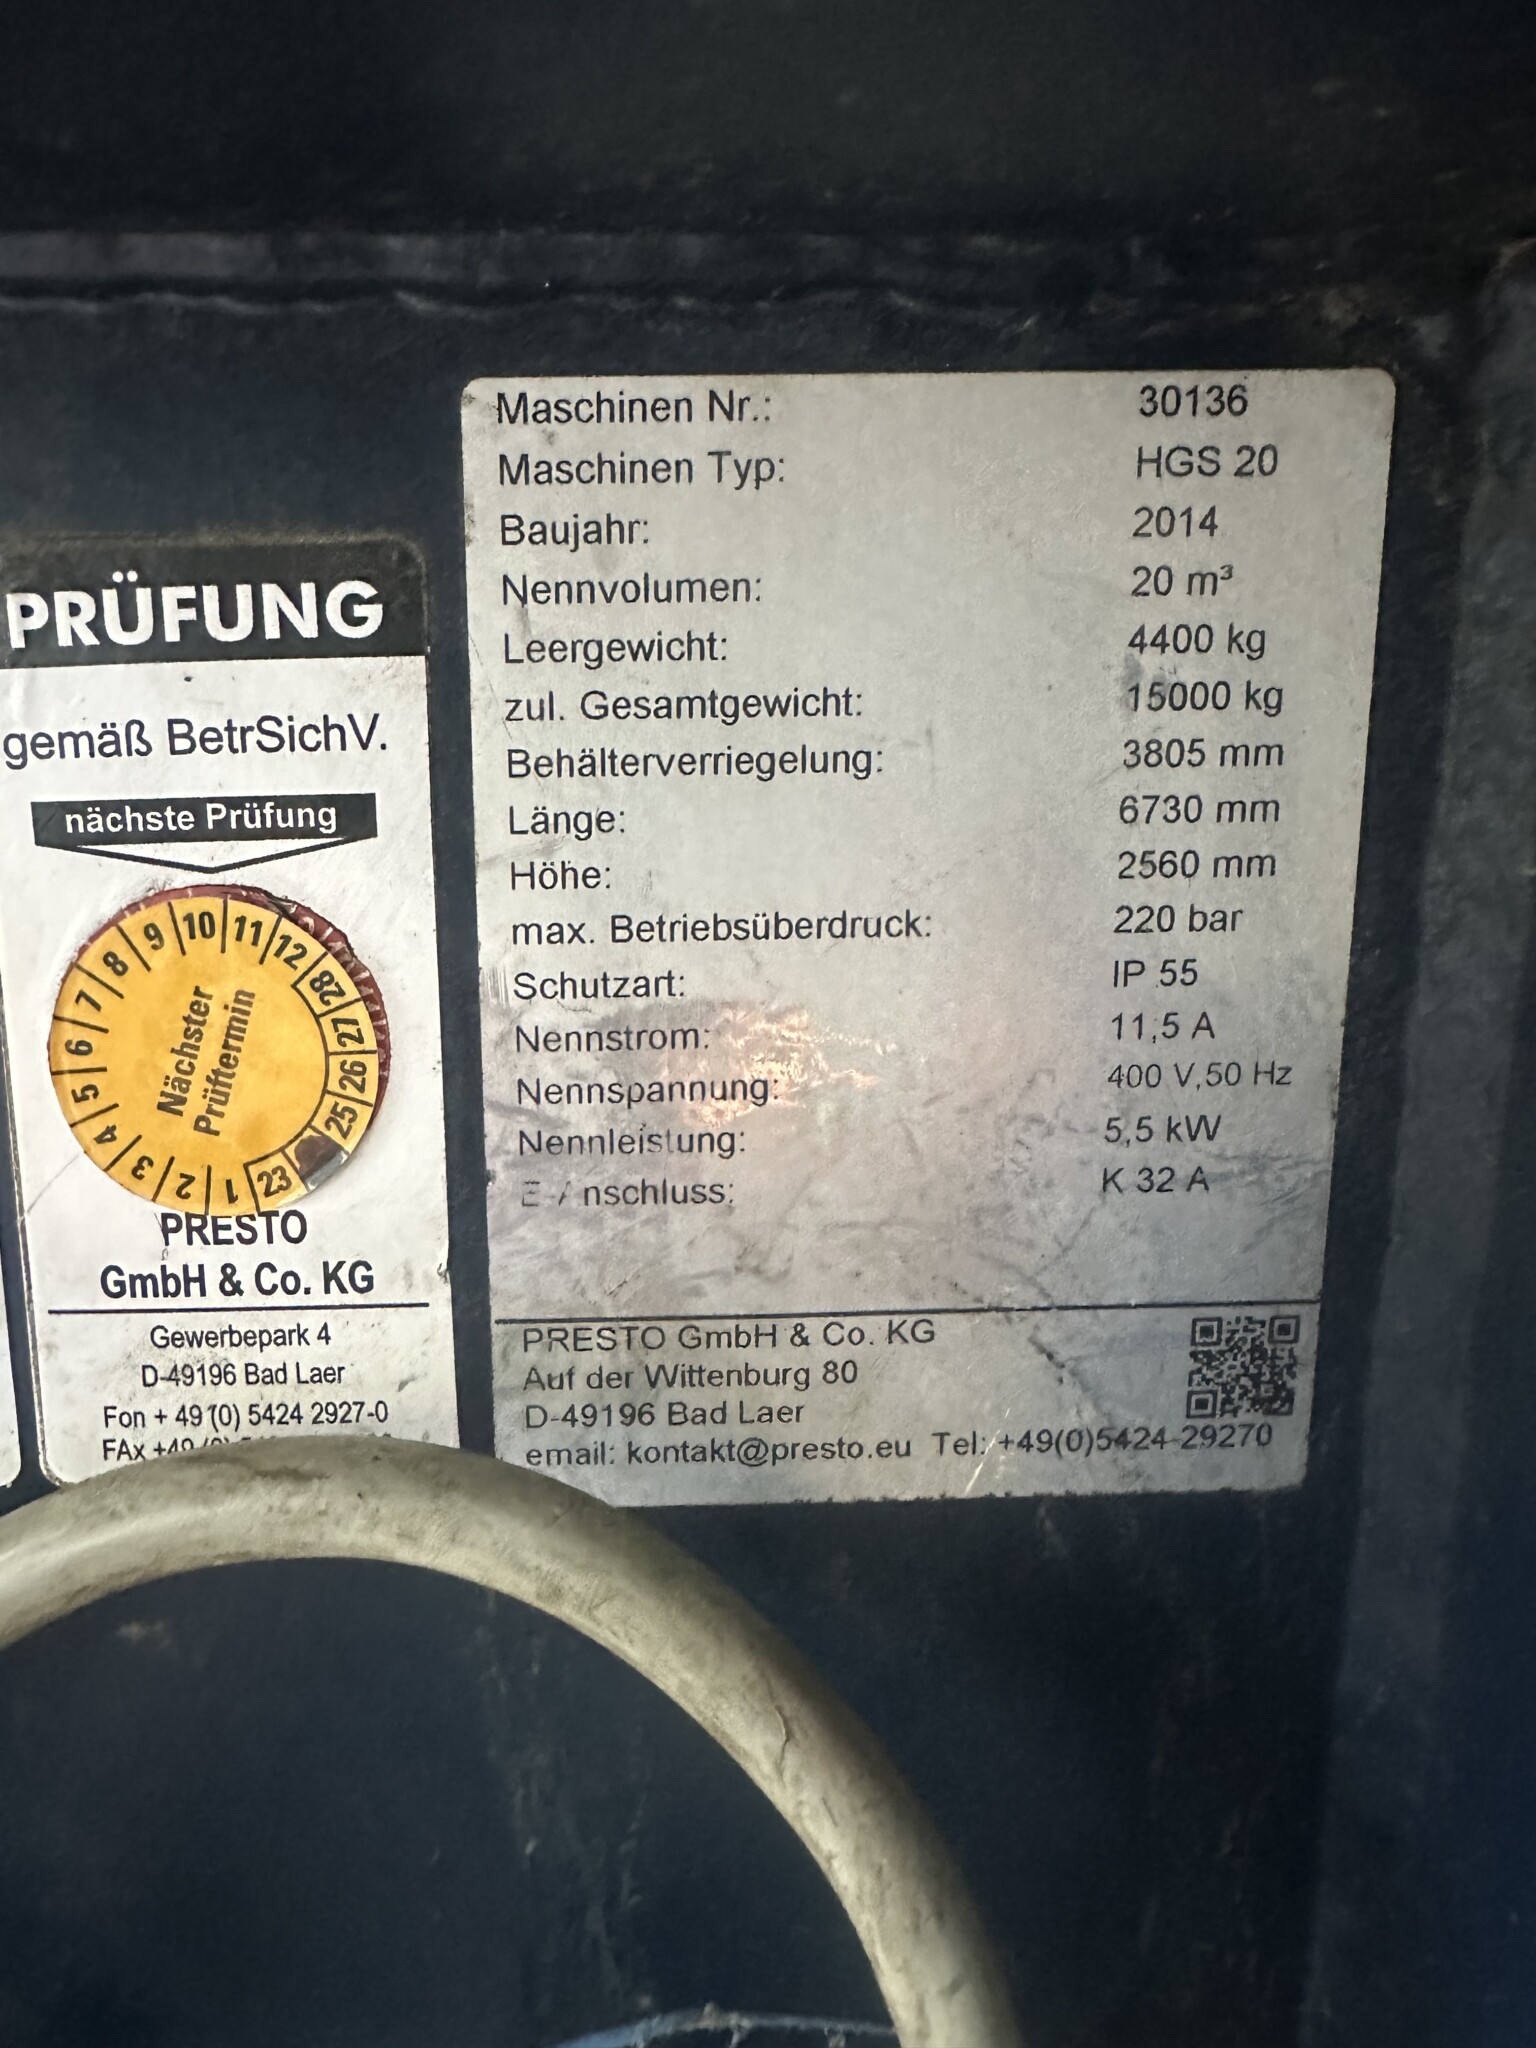 PRÜFUNG
gemäß BetrSichV.
nächste Prüfung
1 2 3 4 5 6 7 8 9 10 11 12
28 27 26 25 23
Nächster
Prüftermin
PRESTO
GmbH & Co. KG
Gewerbepark 4
D-49196 Bad Laer
Fon + 49 (0) 5424 2927-0
FAx +49
Maschinen Nr.: 30136
Maschinen Typ: HGS 20
Baujahr: 2014
Nennvolumen: 20 m³
Leergewicht: 4400 kg
zul. Gesamtgewicht: 15000 kg
Behälterverriegelung: 3805 mm
Länge: 6730 mm
Höhe: 2560 mm
max. Betriebsüberdruck: 220 bar
Schutzart: IP 55
Nennstrom: 11,5 A
Nennspannung: 400 V,50 Hz
Nennleistung: 5,5 kW
E-Anschluss: K 32 A
PRESTO GmbH & Co. KG
Auf der Wittenburg 80
D-49196 Bad Laer
email: kontakt@presto.eu Tel: +49(0)5424-29270